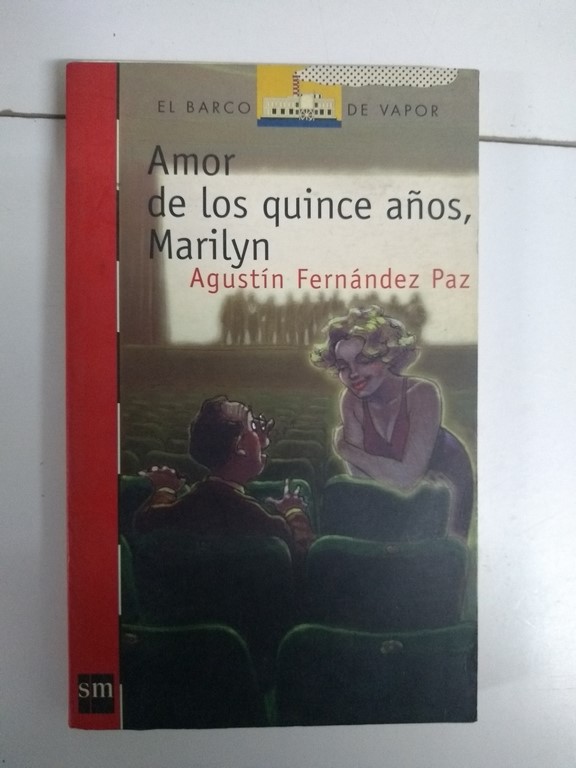 EL BARCO DE VAPOR
Amor
de los quince años,
Marilyn
Agustín Fernández Paz
sm